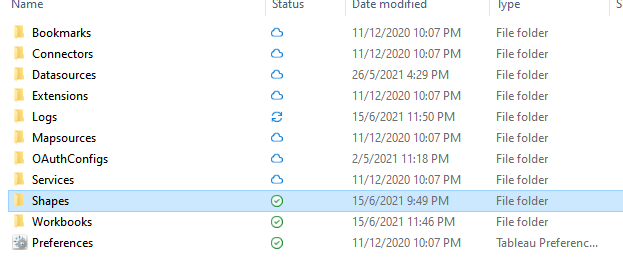 Name Status Date modified Type S
Bookmarks 11/12/2020 10:07 PM File folder
Connectors 11/12/2020 10:07 PM File folder
Datasources 26/5/2021 4:29 PM File folder
Extensions 11/12/2020 10:07 PM File folder
Logs 15/6/2021 11:50 PM File folder
Mapsources 11/12/2020 10:07 PM File folder
OAuthConfigs 2/5/2021 11:18 PM File folder
Services 11/12/2020 10:07 PM File folder
Shapes 15/6/2021 9:49 PM File folder
Workbooks 15/6/2021 11:46 PM File folder
Preferences 11/12/2020 10:07 PM Tableau Preferenc...